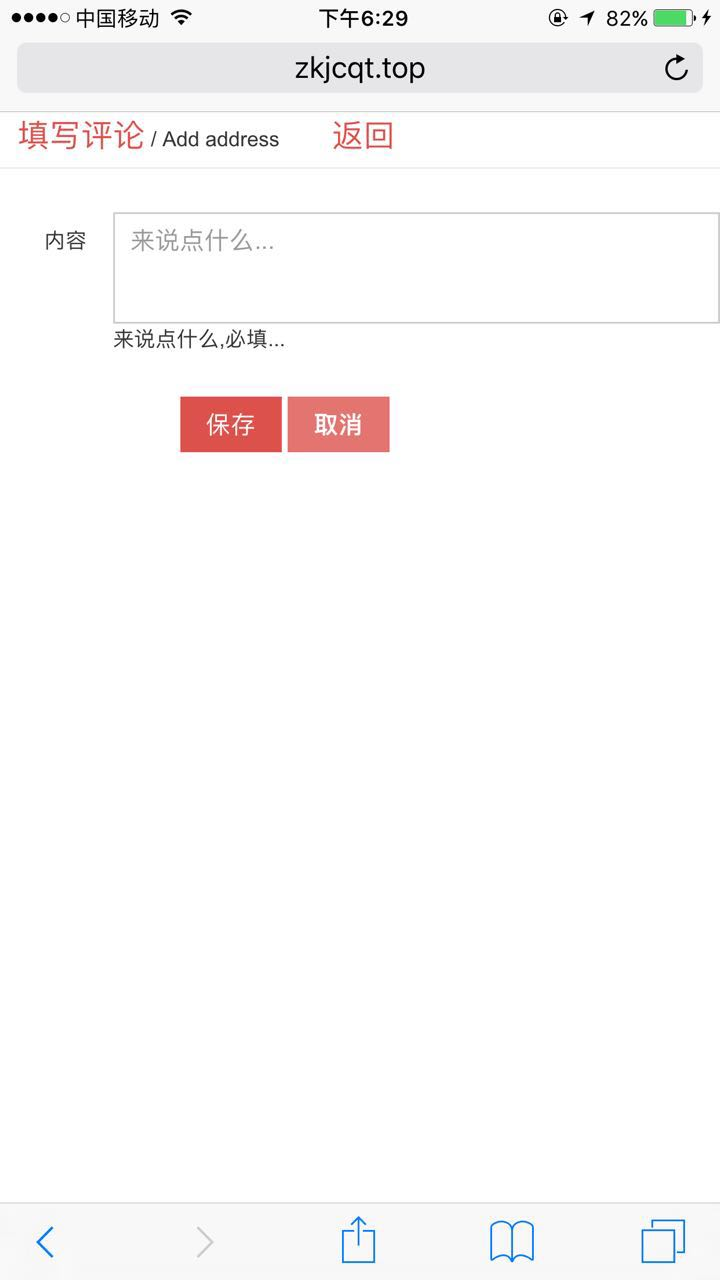 中国移动 下午6:29 82%
zkjcqt.top
填写评论 / Add address 返回
内容 来说点什么...
来说点什么,必填...
保存 取消